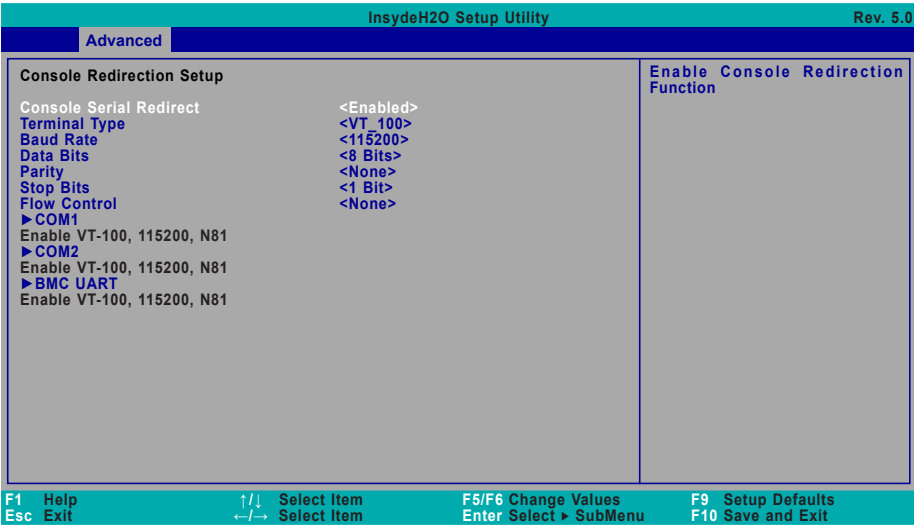 InsydeH2O Setup Utility Rev. 5.0
Advanced
Console Redirection Setup
Console Serial Redirect <Enabled>
Terminal Type <VT_100>
Baud Rate <115200>
Data Bits <8 Bits>
Parity <None>
Stop Bits <1 Bit>
Flow Control <None>
►COM1
Enable VT-100, 115200, N81
►COM2
Enable VT-100, 115200, N81
►BMC UART
Enable VT-100, 115200, N81
Enable Console Redirection
Function
F1 Help ↑/↓ Select Item F5/F6 Change Values F9 Setup Defaults
Esc Exit ←/→ Select Item Enter Select ► SubMenu F10 Save and Exit